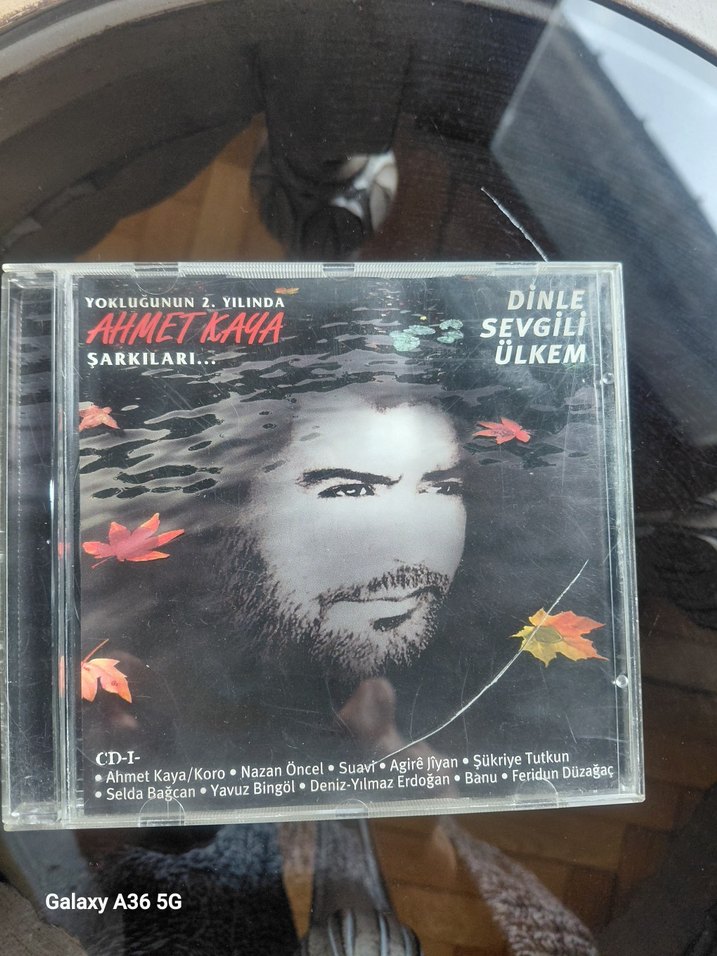 YOKLUĞUNUN 2. YILINDA
AHMET KAYA
ŞARKILARI...
DİNLE
SEVGİLİ
ÜLKEM
CD-I-
• Ahmet Kaya/Koro • Nazan Öncel • Suavi • Agirê Jîyan • Şükriye Tutkun
• Selda Bağcan • Yavuz Bingöl • Deniz-Yılmaz Erdoğan • Banu • Feridun Düzağaç
Galaxy A36 5G